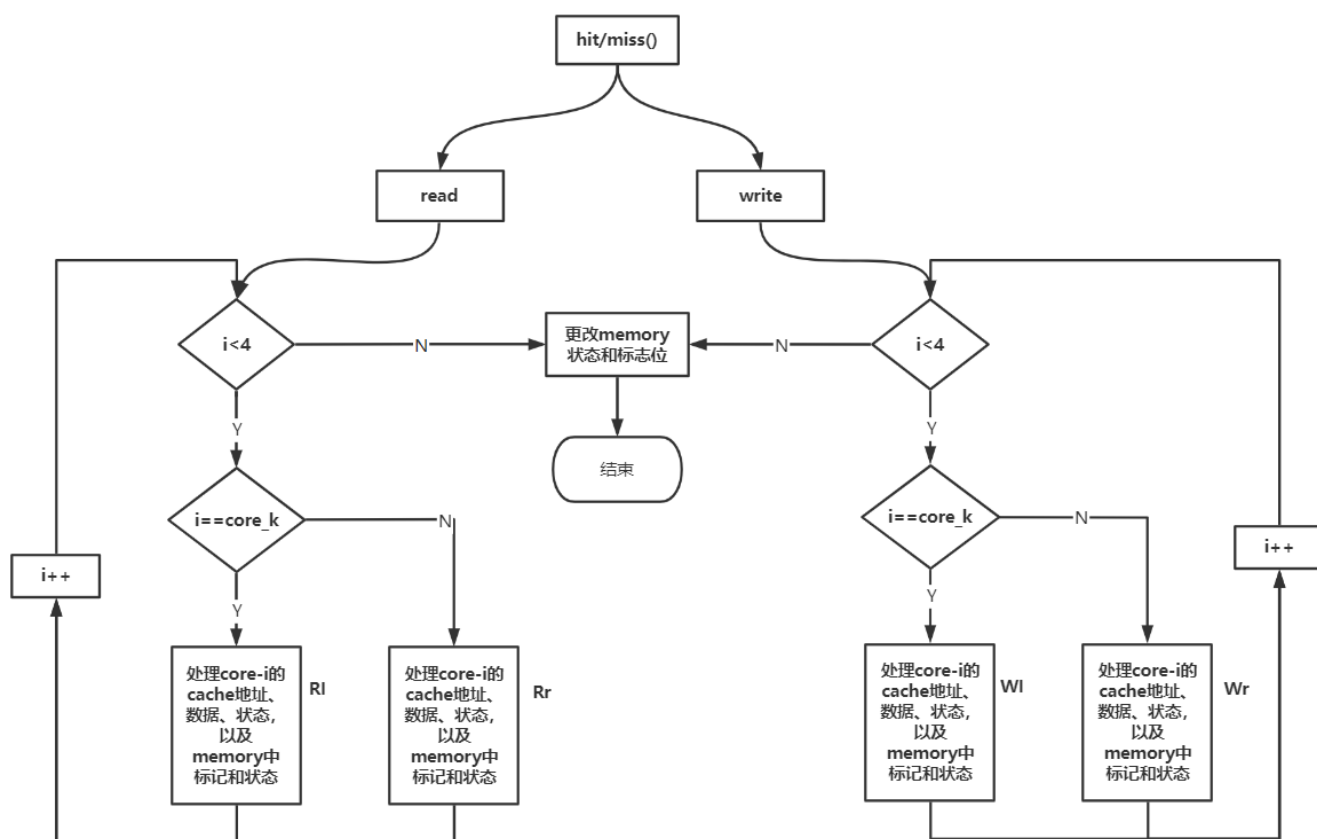 hit/miss()
read
write
i<4
N
更改memory
状态和标志位
N
i<4
Y
结束
Y
i==core_k
N
i==core_k
N
i++
i++
Y
Y
处理core-i的
cache地址、
数据、状态，
以及
memory中
标记和状态
Rl
处理core-i的
cache地址、
数据、状态，
以及
memory中
标记和状态
Rr
处理core-i的
cache地址、
数据、状态，
以及
memory中
标记和状态
Wl
处理core-i的
cache地址、
数据、状态，
以及
memory中
标记和状态
Wr